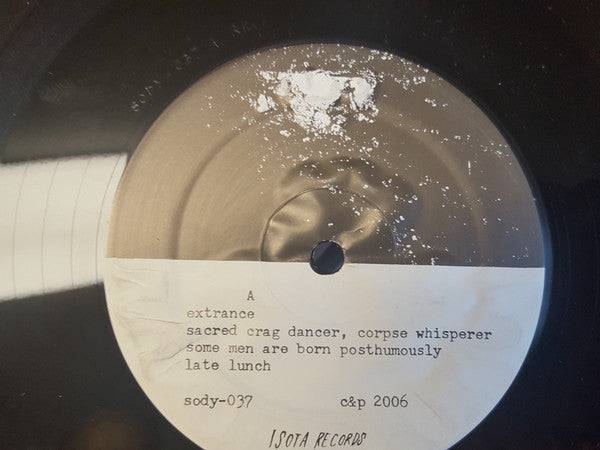 A
extrance
sacred crag dancer, corpse whisperer
some men are born posthumously
late lunch
sody-037 c&p 2006
ISOTA RECORDS